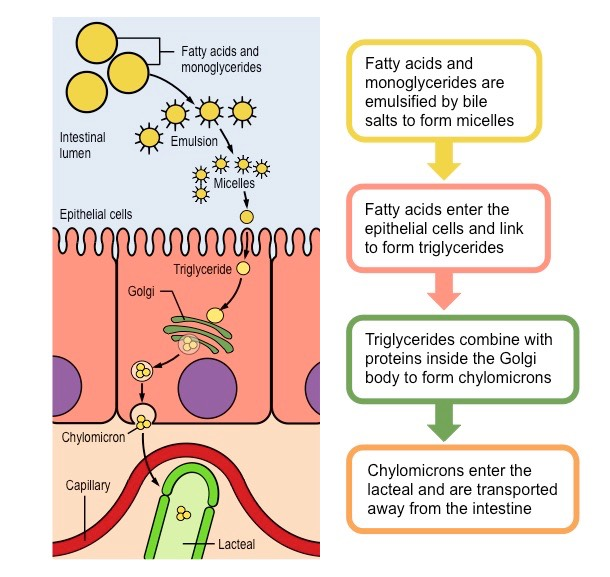 Fatty acids and
monoglycerides
Intestinal
lumen
Emulsion
Micelles
Epithelial cells
Triglyceride
Golgi
Chylomicron
Capillary
Lacteal
Fatty acids and
monoglycerides are
emulsified by bile
salts to form micelles
Fatty acids enter the
epithelial cells and link
to form triglycerides
Triglycerides combine with
proteins inside the Golgi
body to form chylomicrons
Chylomicrons enter the
lacteal and are transported
away from the intestine